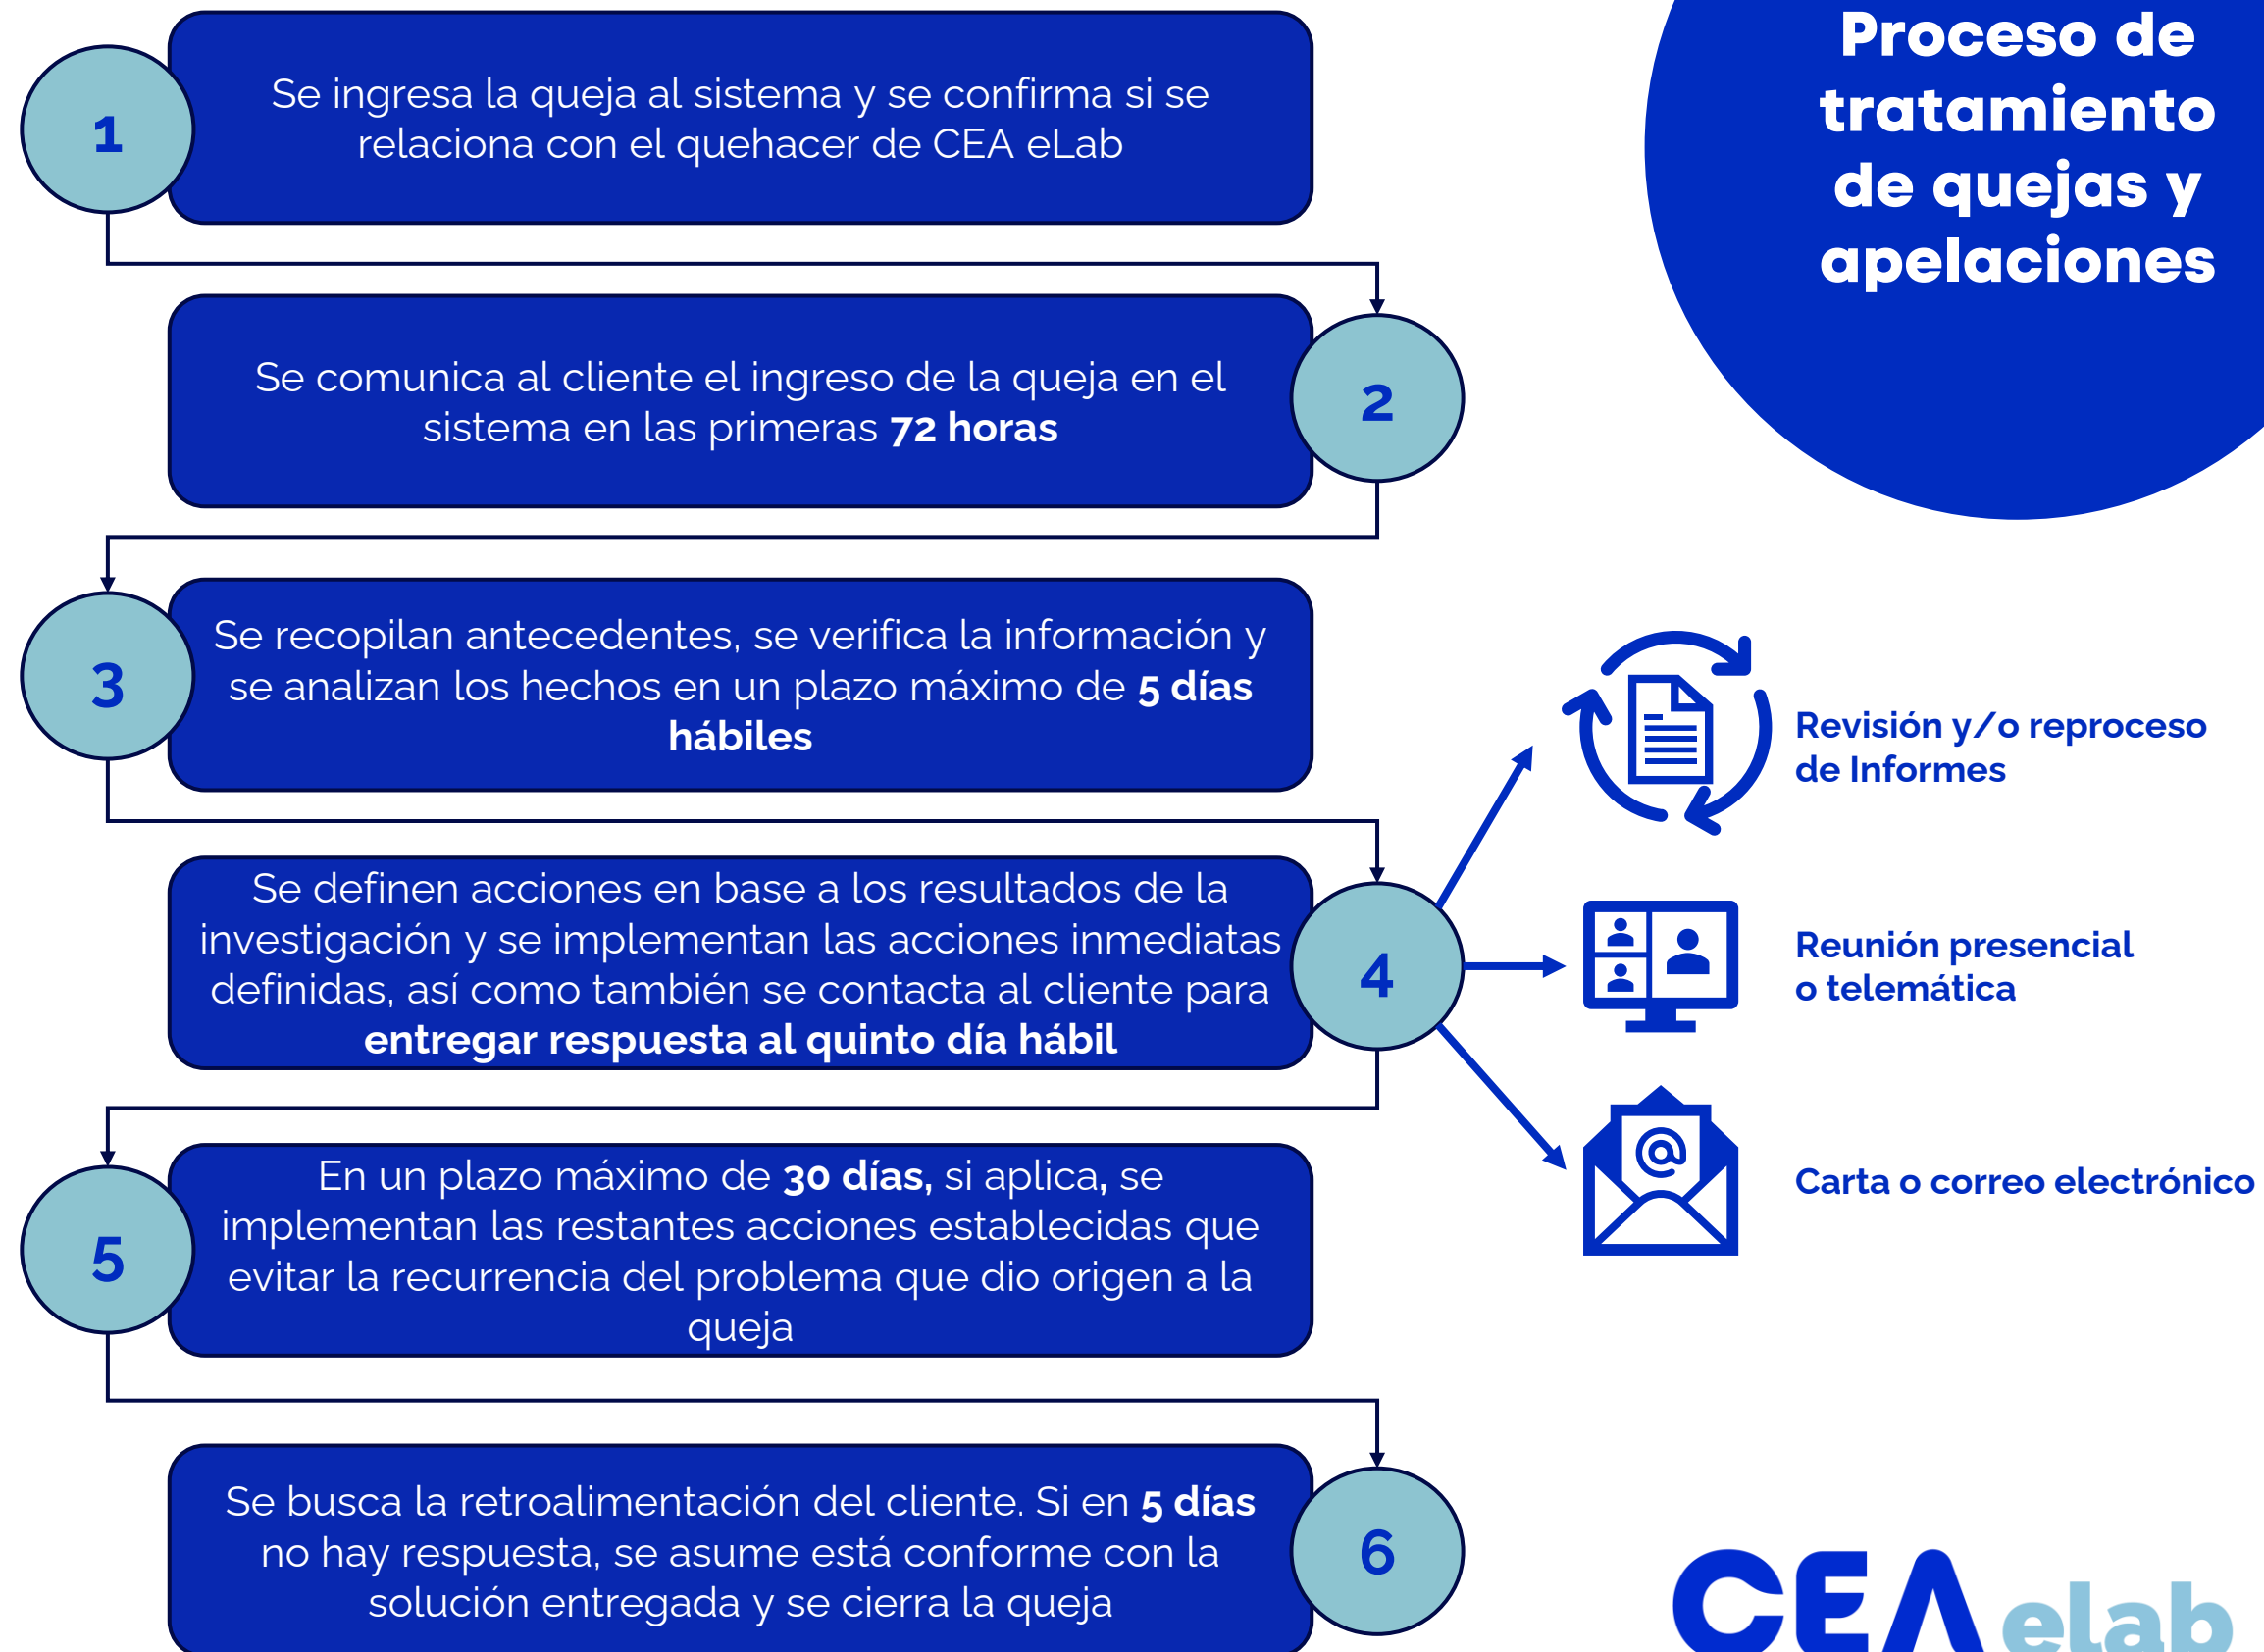 Proceso de
tratamiento
de quejas y
apelaciones
1
Se ingresa la queja al sistema y se confirma si se
relaciona con el quehacer de CEA eLab
2
Se comunica al cliente el ingreso de la queja en el
sistema en las primeras 72 horas
3
Se recopilan antecedentes, se verifica la información y
se analizan los hechos en un plazo máximo de 5 días
hábiles
4
Se definen acciones en base a los resultados de la
investigación y se implementan las acciones inmediatas
definidas, así como también se contacta al cliente para
entregar respuesta al quinto día hábil
Revisión y/o reproceso
de Informes
Reunión presencial
o telemática
@
Carta o correo electrónico
5
En un plazo máximo de 30 días, si aplica, se
implementan las restantes acciones establecidas que
evitar la recurrencia del problema que dio origen a la
queja
6
Se busca la retroalimentación del cliente. Si en 5 días
no hay respuesta, se asume está conforme con la
solución entregada y se cierra la queja
CEA elab